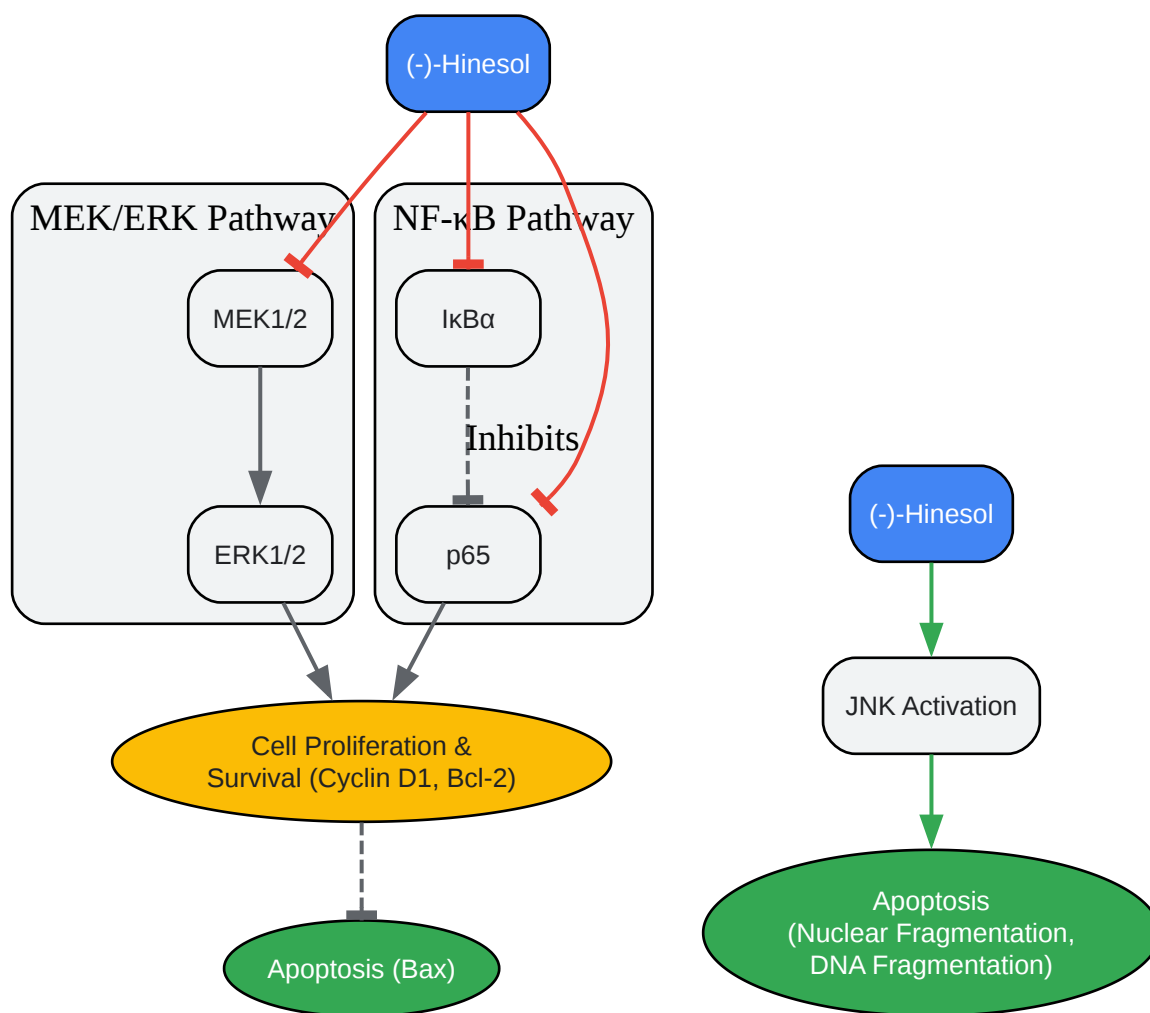 (-)-Hinesol
MEK/ERK Pathway
NF-κB Pathway
MEK1/2
IκBα
Inhibits
ERK1/2
p65
Cell Proliferation &
Survival (Cyclin D1, Bcl-2)
Apoptosis (Bax)
(-)-Hinesol
JNK Activation
Apoptosis
(Nuclear Fragmentation,
DNA Fragmentation)